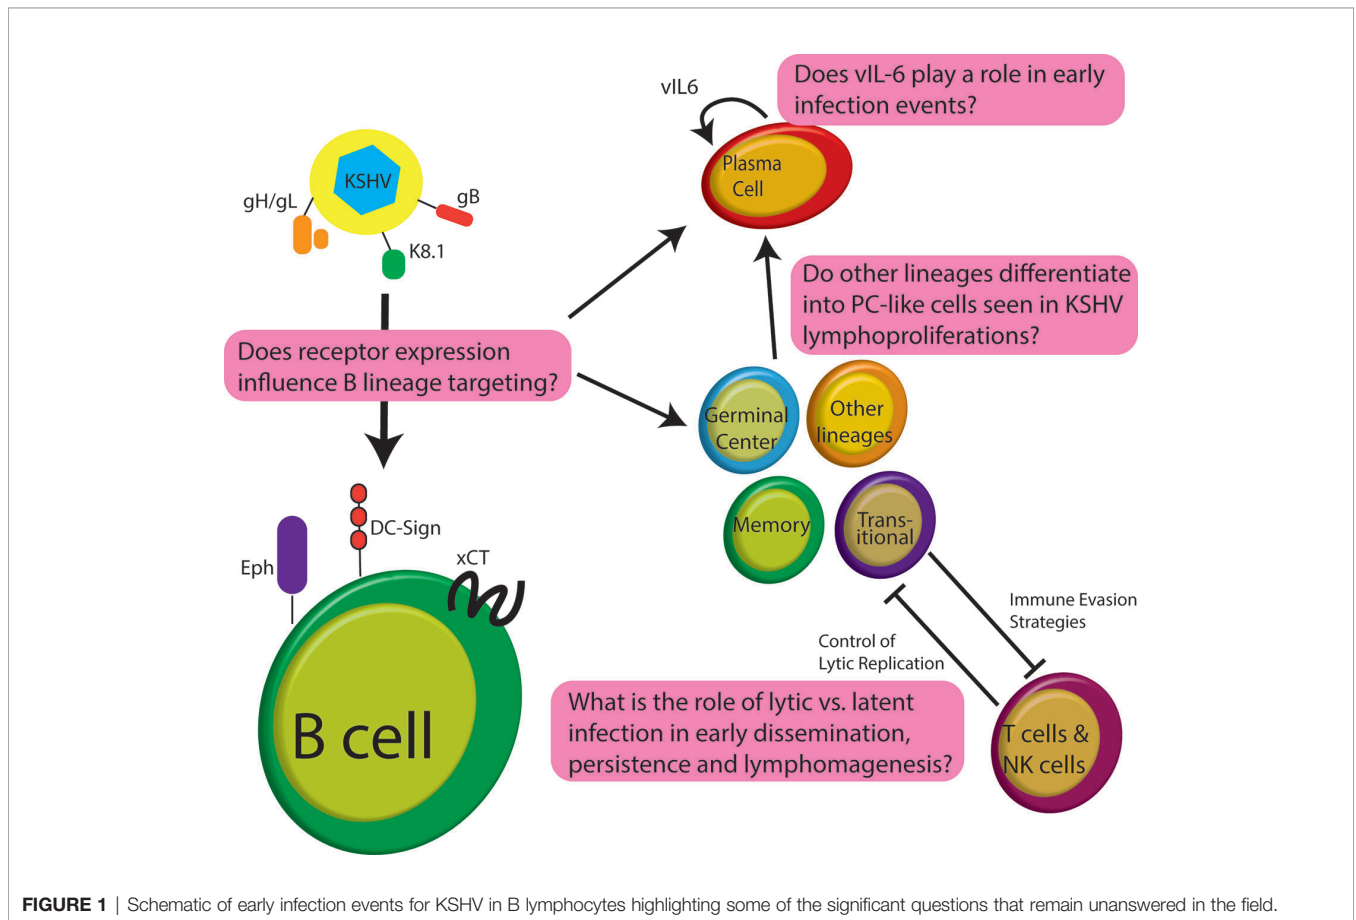 vIL6
Does vIL-6 play a role in early
infection events?
Plasma
Cell
KSHV
gH/gL
gB
K8.1
Do other lineages differentiate
into PC-like cells seen in KSHV
lymphoproliferations?
Does receptor expression
influence B lineage targeting?
Germinal
Center
Other
lineages
Memory
Trans-
itional
DC-Sign
Eph
xCT
Immune Evasion
Strategies
Control of
Lytic Replication
B cell
What is the role of lytic vs. latent
infection in early dissemination,
persistence and lymphomagenesis?
T cells &
NK cells
FIGURE 1 | Schematic of early infection events for KSHV in B lymphocytes highlighting some of the significant questions that remain unanswered in the field.